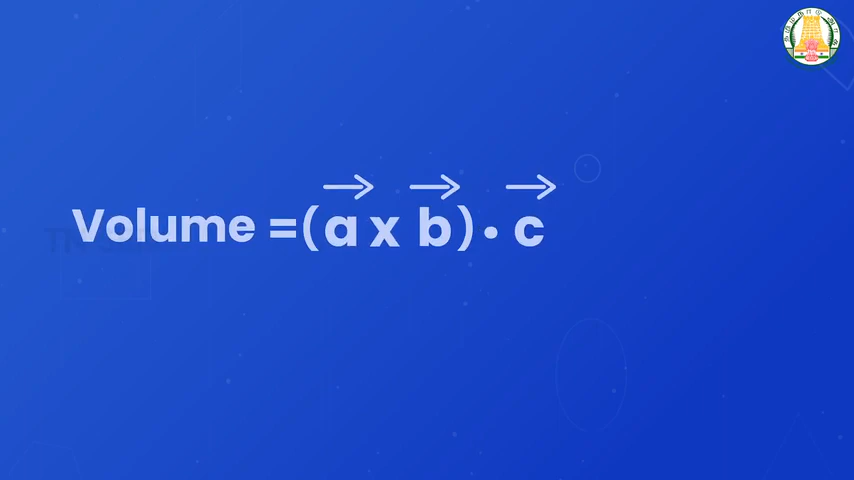 Volume = (a⃗ x b⃗) • c⃗